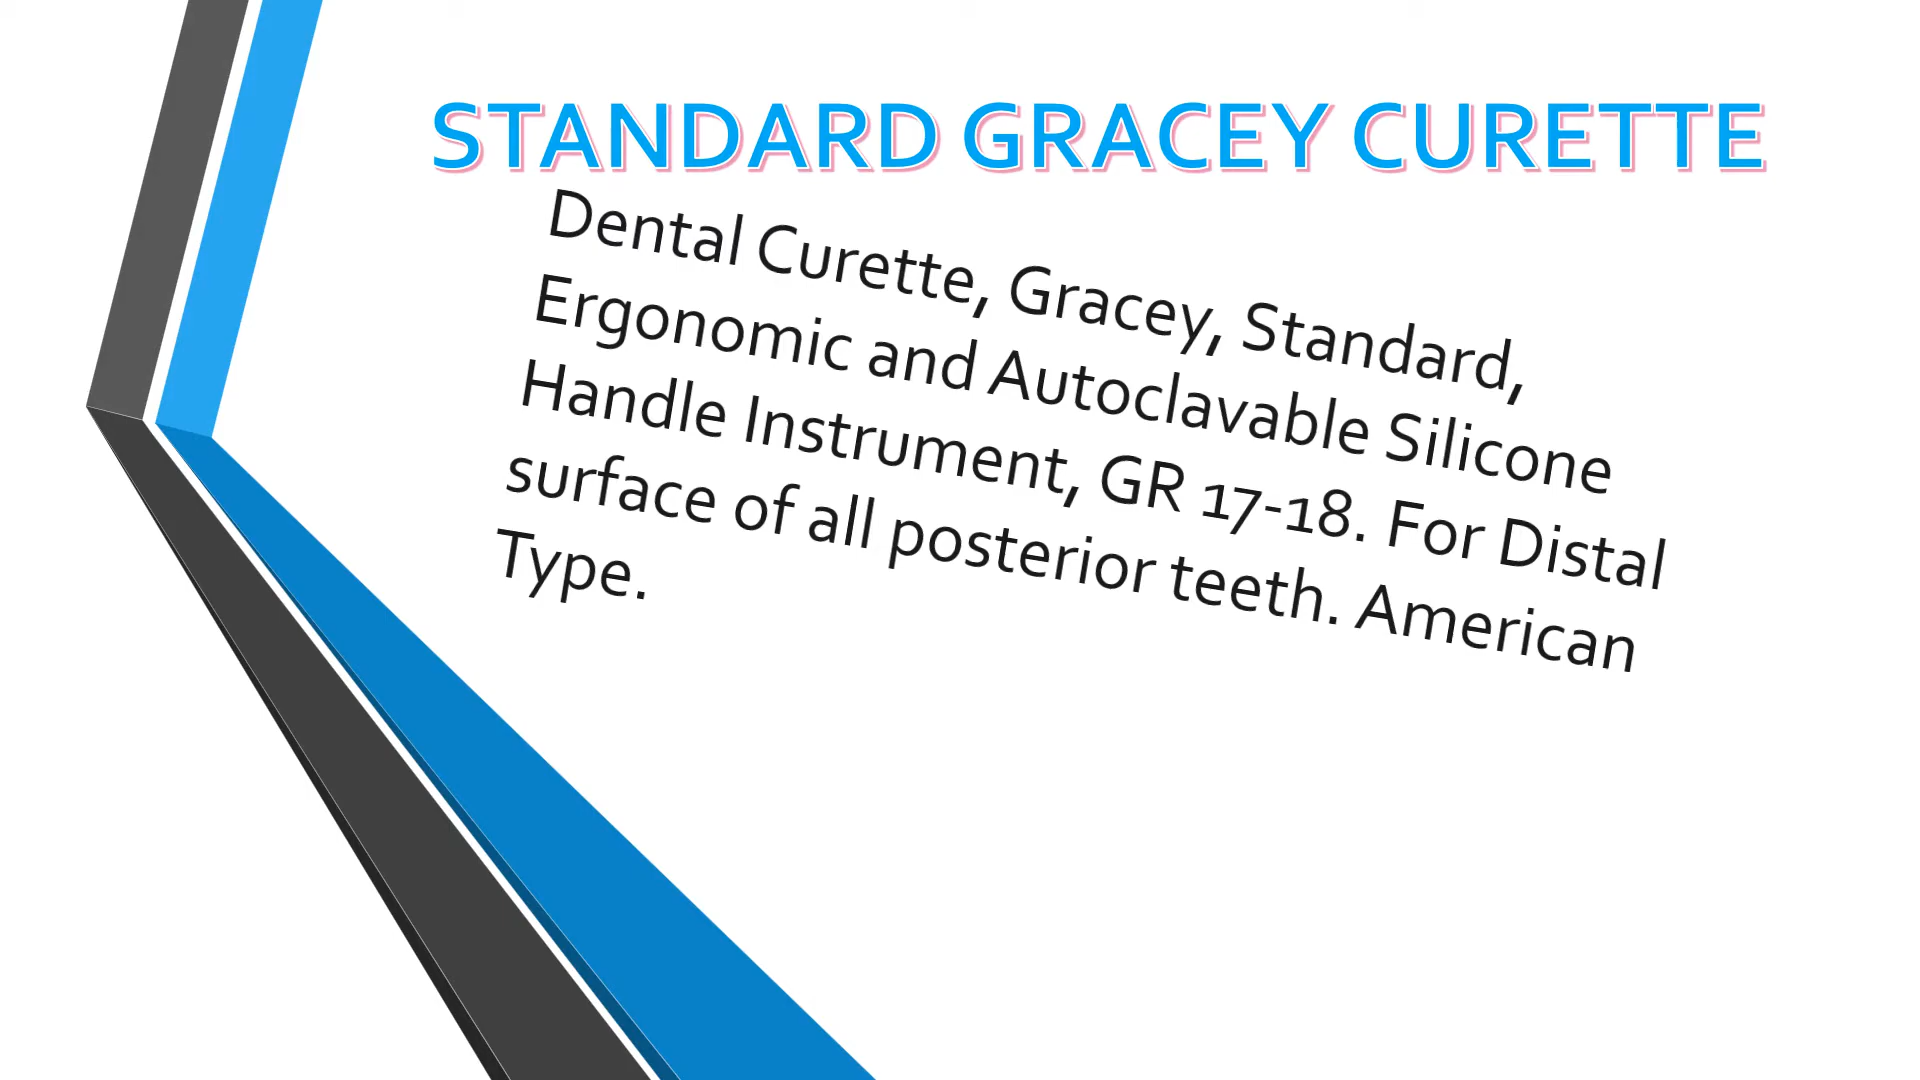 STANDARD GRACEY CURETTE
Dental Curette, Gracey, Standard,
Ergonomic and Autoclavable Silicone
Handle Instrument, GR 17-18. For Distal
surface of all posterior teeth. American
Type.